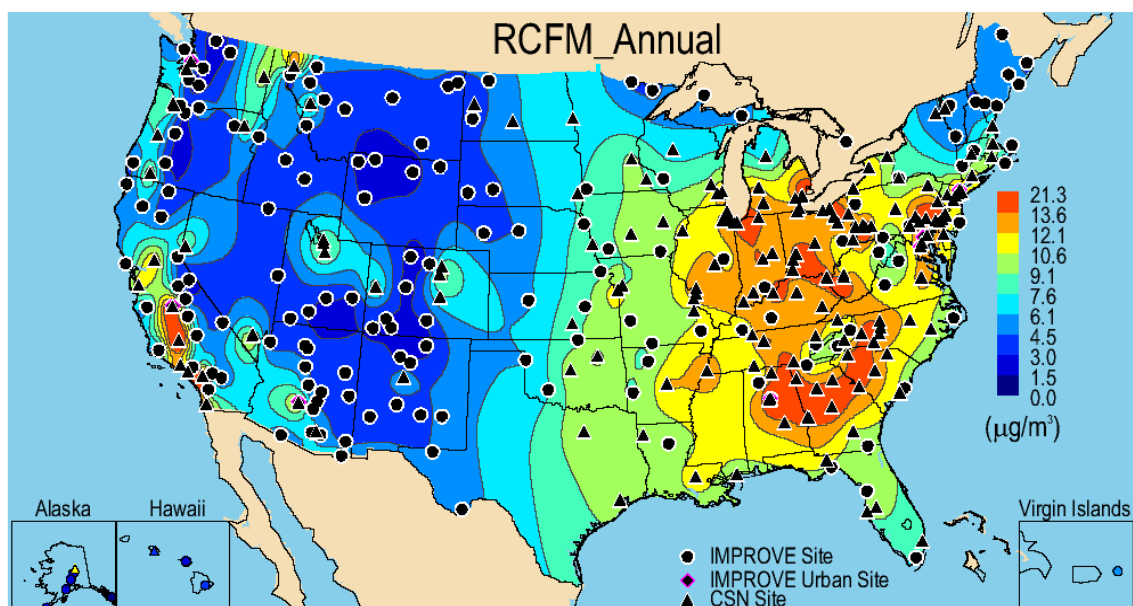 RCFM_Annual
21.3
13.6
12.1
10.6
9.1
7.6
6.1
4.5
3.0
1.5
0.0
(μg/m³)
Alaska
Hawaii
Virgin Islands
IMPROVE Site
IMPROVE Urban Site
CSN Site